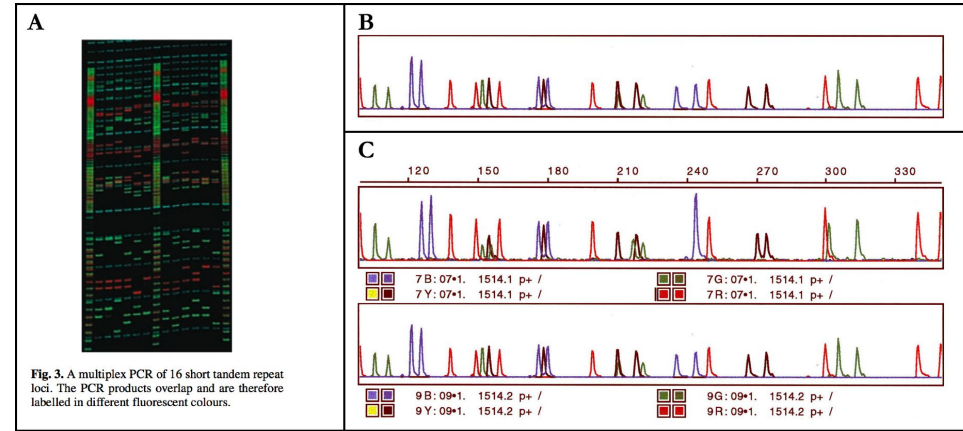 A
Fig. 3. A multiplex PCR of 16 short tandem repeat
loci. The PCR products overlap and are therefore
labelled in different fluorescent colours.
B
C
120 150 180 210 240 270 300 330
7 B: 07•1. 1514.1 p+ / 7G: 07•1. 1514.1 p+ /
7 Y: 07•1. 1514.1 p+ / 7R: 07•1. 1514.1 p+ /
9 B: 09•1. 1514.2 p+ / 9G: 09•1. 1514.2 p+ /
9 Y: 09•1. 1514.2 p+ / 9R: 09•1. 1514.2 p+ /